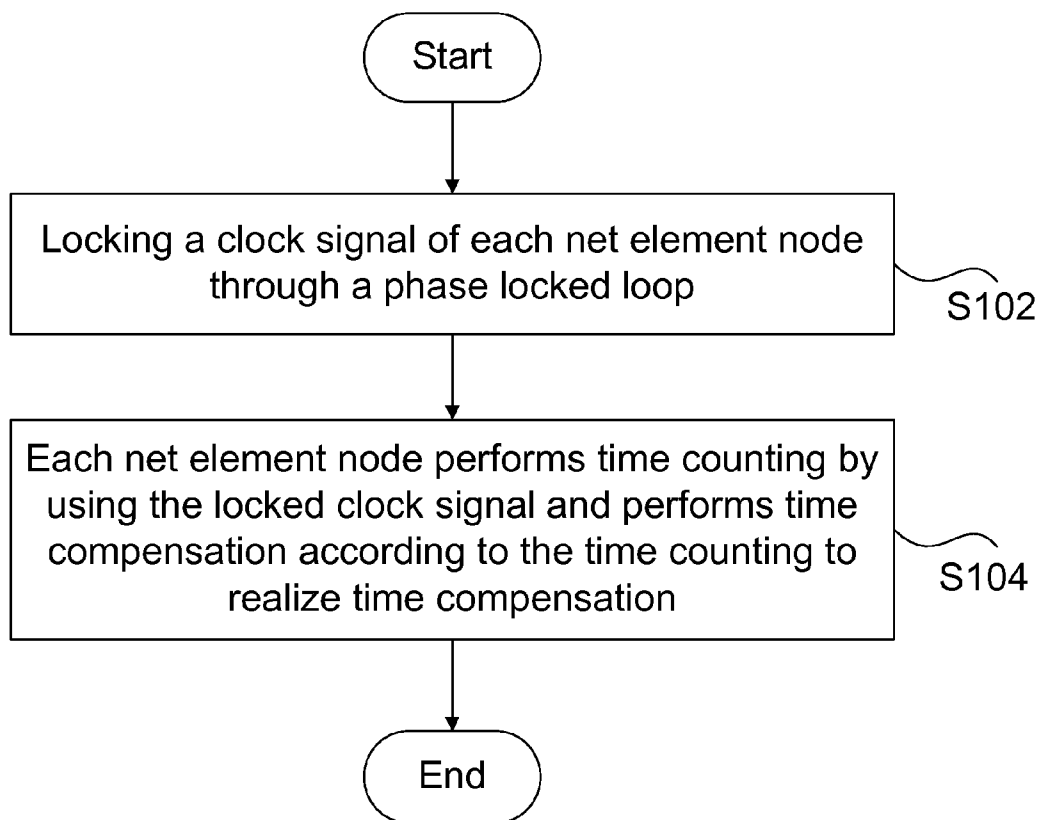 Start
Locking a clock signal of each net element node
through a phase locked loop
S102
Each net element node performs time counting by
using the locked clock signal and performs time
compensation according to the time counting to
realize time compensation
S104
End